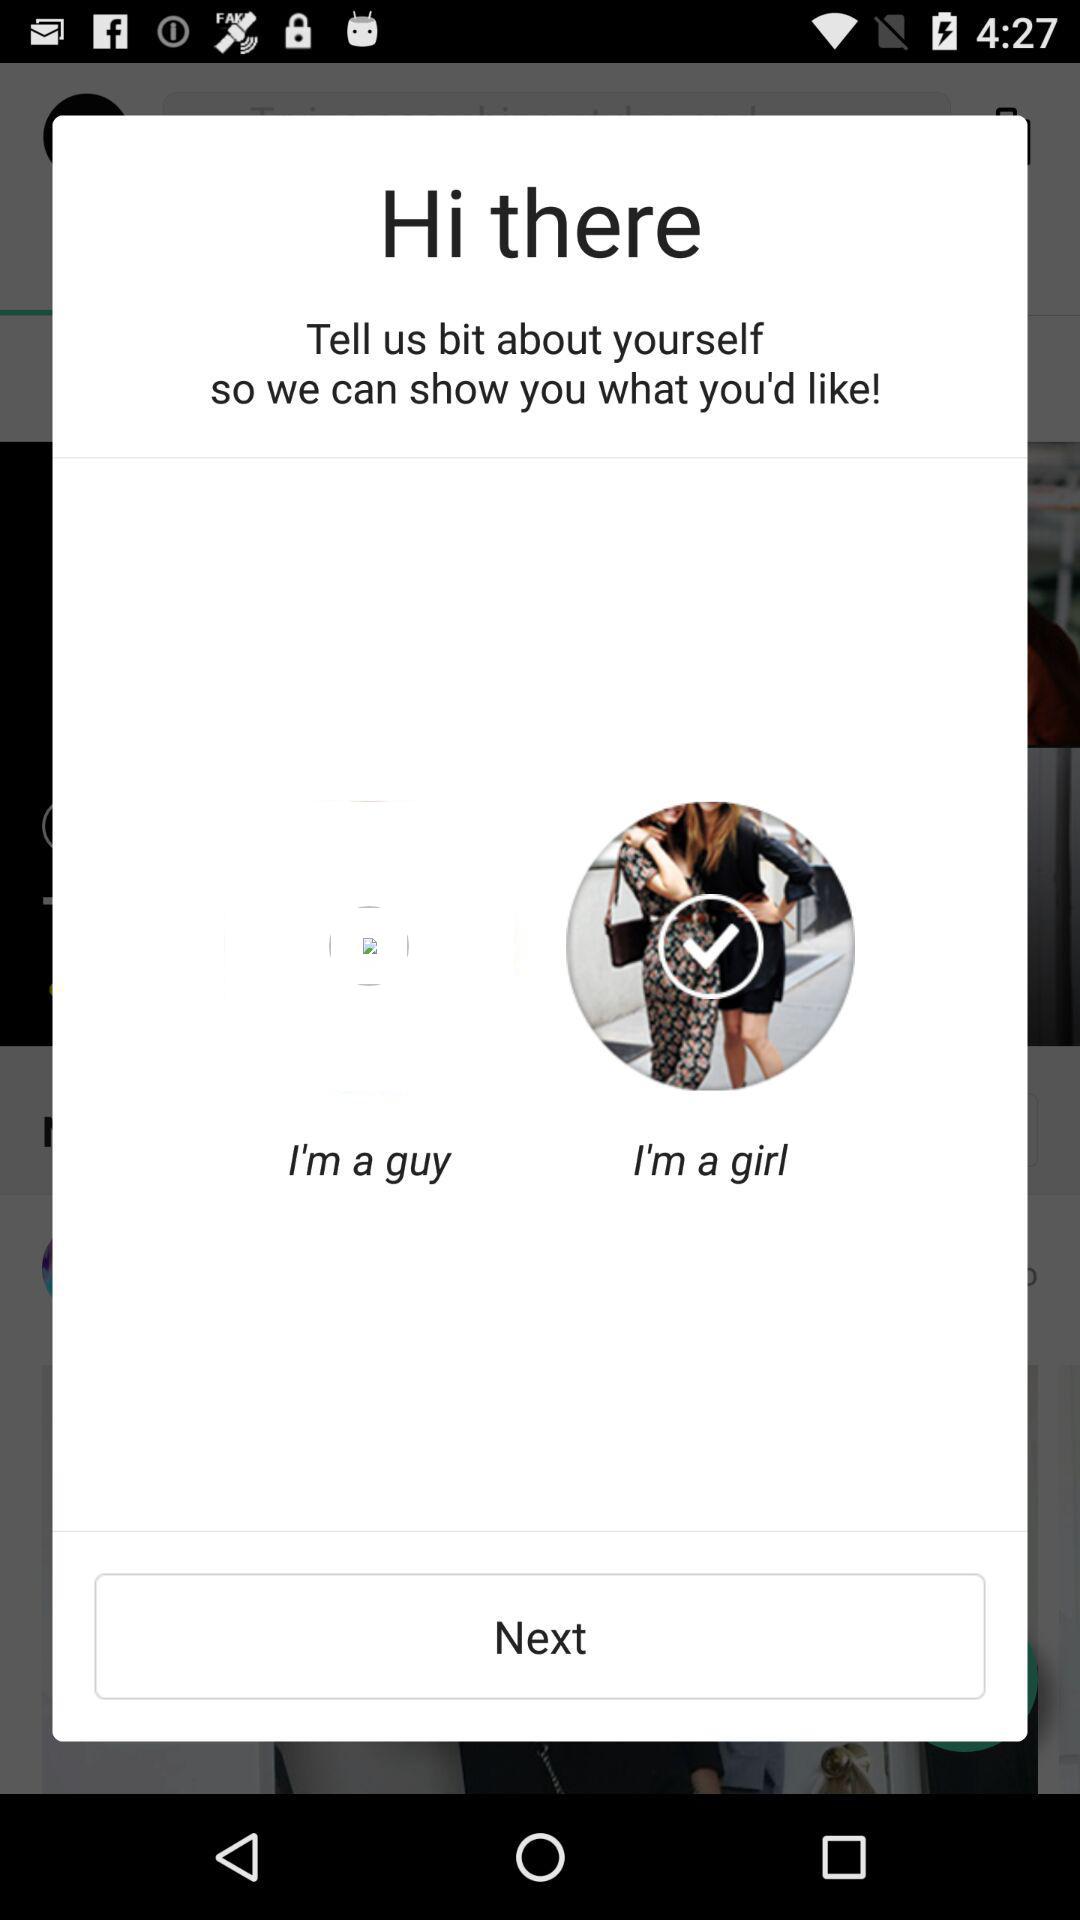 FAKE
4:27
Hi there
Tell us bit about yourself
so we can show you what you'd like!
I'm a guy
I'm a girl
Next